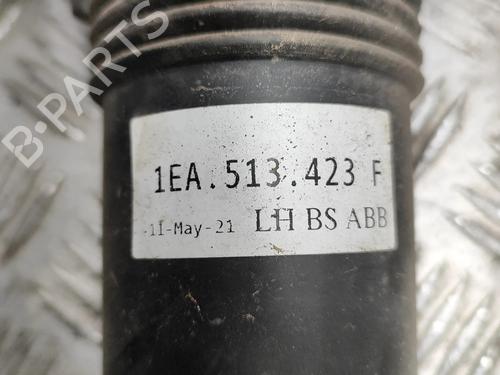 B-PARTS
1EA.513.423 F
-11-May-21 LH BS ABB